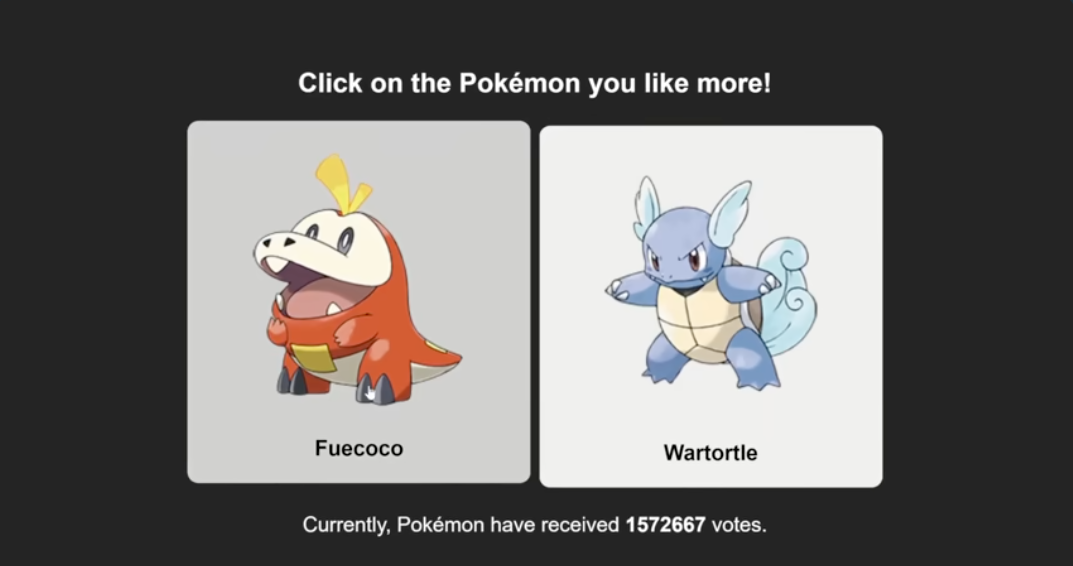 Click on the Pokémon you like more!
Fuecoco
Wartortle
Currently, Pokémon have received 1572667 votes.